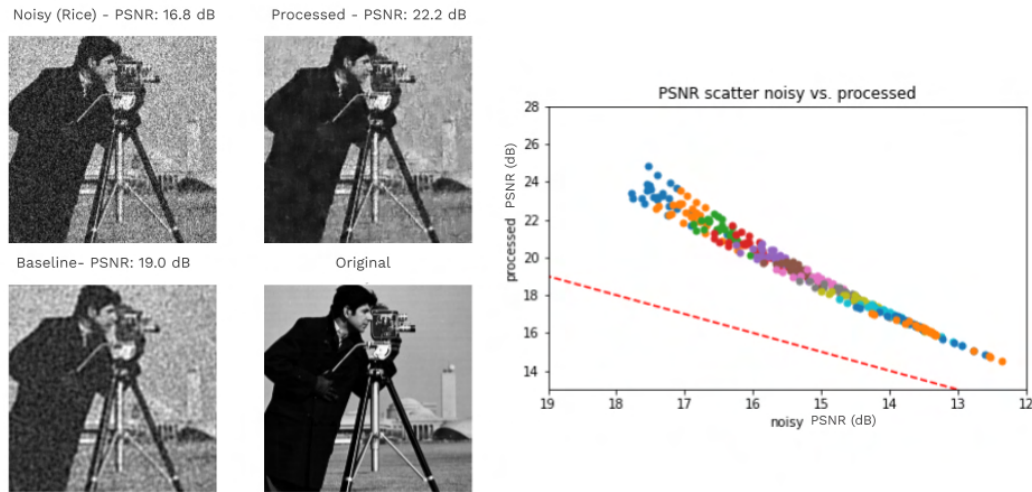 Noisy (Rice) - PSNR: 16.8 dB
Processed - PSNR: 22.2 dB
Baseline- PSNR: 19.0 dB
Original
PSNR scatter noisy vs. processed
processed PSNR (dB)
28
26
24
22
20
18
16
14
19
18
17
16
15
14
13
12
noisy PSNR (dB)